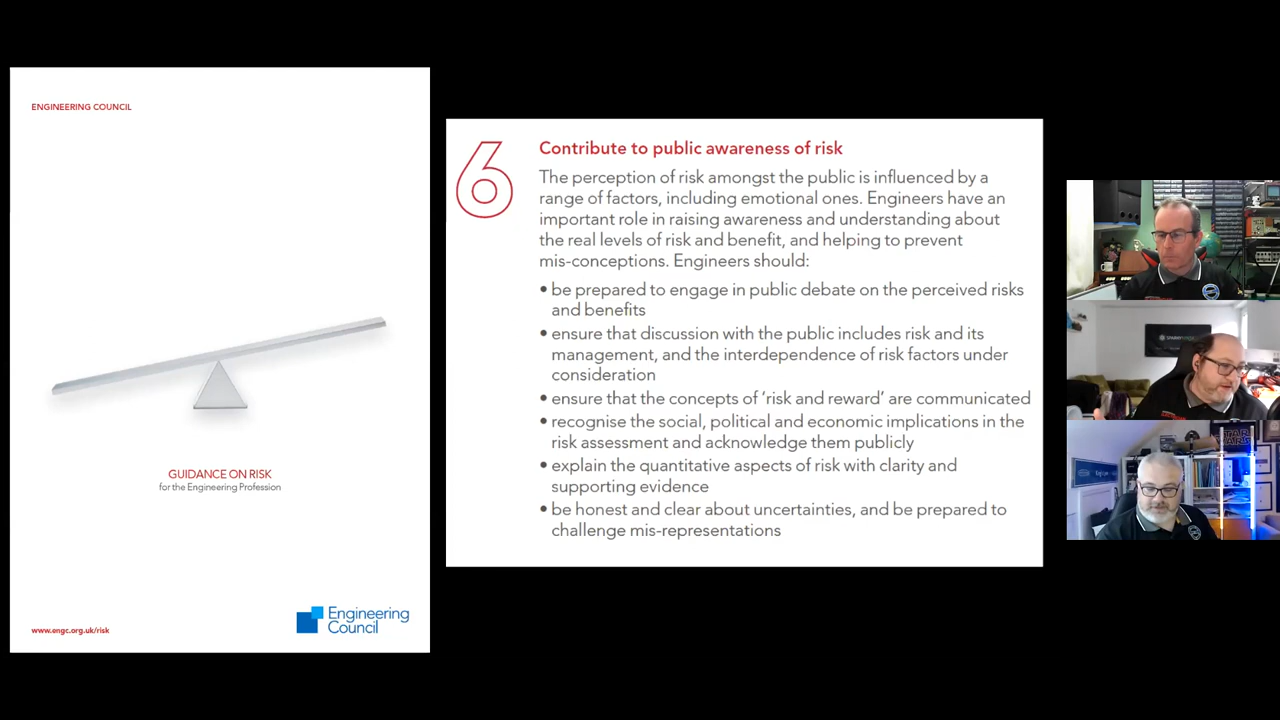 ENGINEERING COUNCIL
GUIDANCE ON RISK
for the Engineering Profession
www.engc.org.uk/risk
Engineering
Council
6
Contribute to public awareness of risk
The perception of risk amongst the public is influenced by a
range of factors, including emotional ones. Engineers have an
important role in raising awareness and understanding about
the real levels of risk and benefit, and helping to prevent
mis-conceptions. Engineers should:
• be prepared to engage in public debate on the perceived risks
and benefits
• ensure that discussion with the public includes risk and its
management, and the interdependence of risk factors under
consideration
• ensure that the concepts of ‘risk and reward’ are communicated
• recognise the social, political and economic implications in the
risk assessment and acknowledge them publicly
• explain the quantitative aspects of risk with clarity and
supporting evidence
• be honest and clear about uncertainties, and be prepared to
challenge mis-representations
STAR
WARS